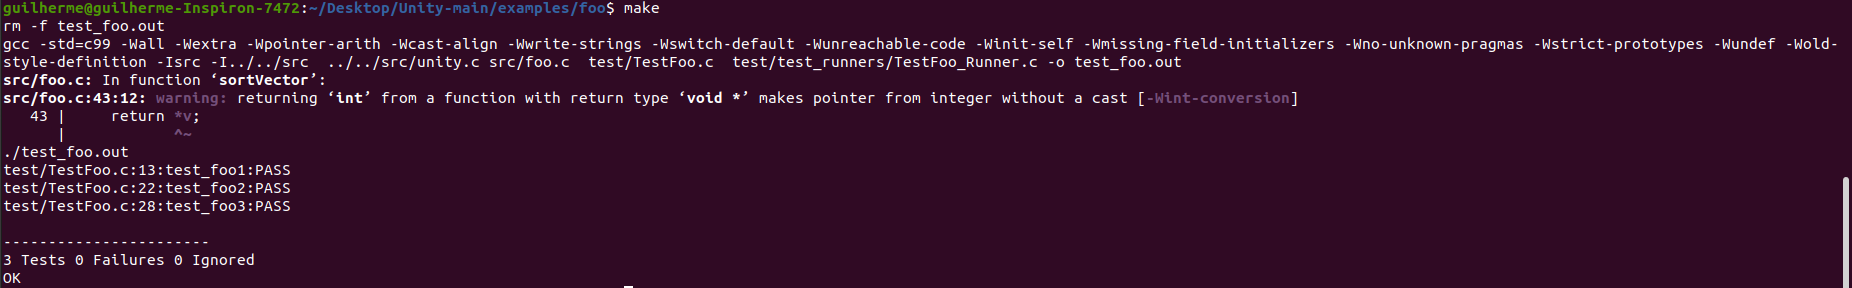 guilherme@guilherme-Inspiron-7472:~/Desktop/Unity-main/examples/foo$ make
rm -f test_foo.out
gcc -std=c99 -Wall -Wextra -Wpointer-arith -Wcast-align -Wwrite-strings -Wswitch-default -Wunreachable-code -Winit-self -Wmissing-field-initializers -Wno-unknown-pragmas -Wstrict-prototypes -Wundef -Wold-
style-definition -Isrc -I../../src  ../../src/unity.c src/foo.c  test/TestFoo.c  test/test_runners/TestFoo_Runner.c -o test_foo.out
src/foo.c: In function ‘sortVector’:
src/foo.c:43:12: warning: returning ‘int’ from a function with return type ‘void *’ makes pointer from integer without a cast [-Wint-conversion]
   43 |     return *v;
      |            ^~
./test_foo.out
test/TestFoo.c:13:test_foo1:PASS
test/TestFoo.c:22:test_foo2:PASS
test/TestFoo.c:28:test_foo3:PASS

-----------------------
3 Tests 0 Failures 0 Ignored
OK